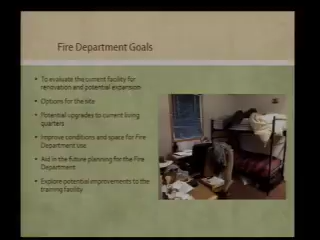 Fire Department Goals
• To evaluate the current facility for
renovation and potential expansion
• Options for the site
• Potential upgrades to current living
quarters
• Improve conditions and space for Fire
Department Use
• Aid in the future planning for the Fire
Department
• Explore potential improvements to the
training facility